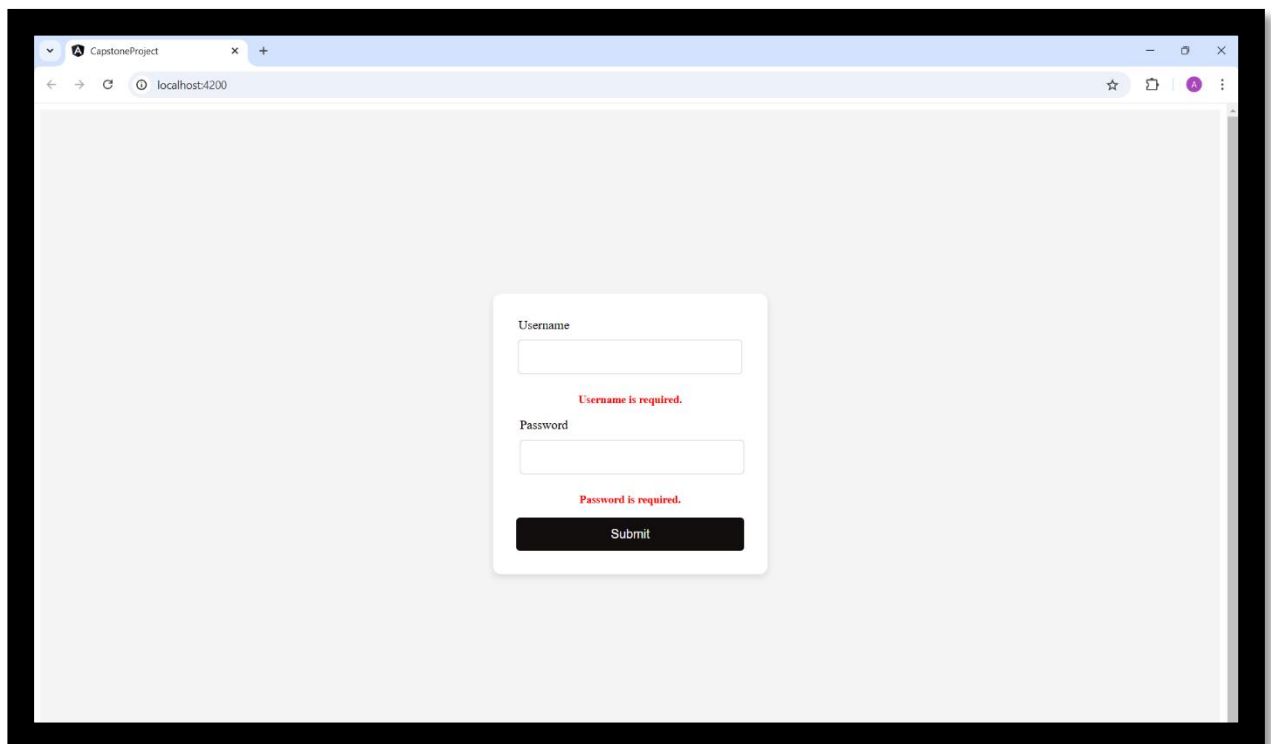 CapstoneProject
localhost:4200
A
Username
Username is required.
Password
Password is required.
Submit